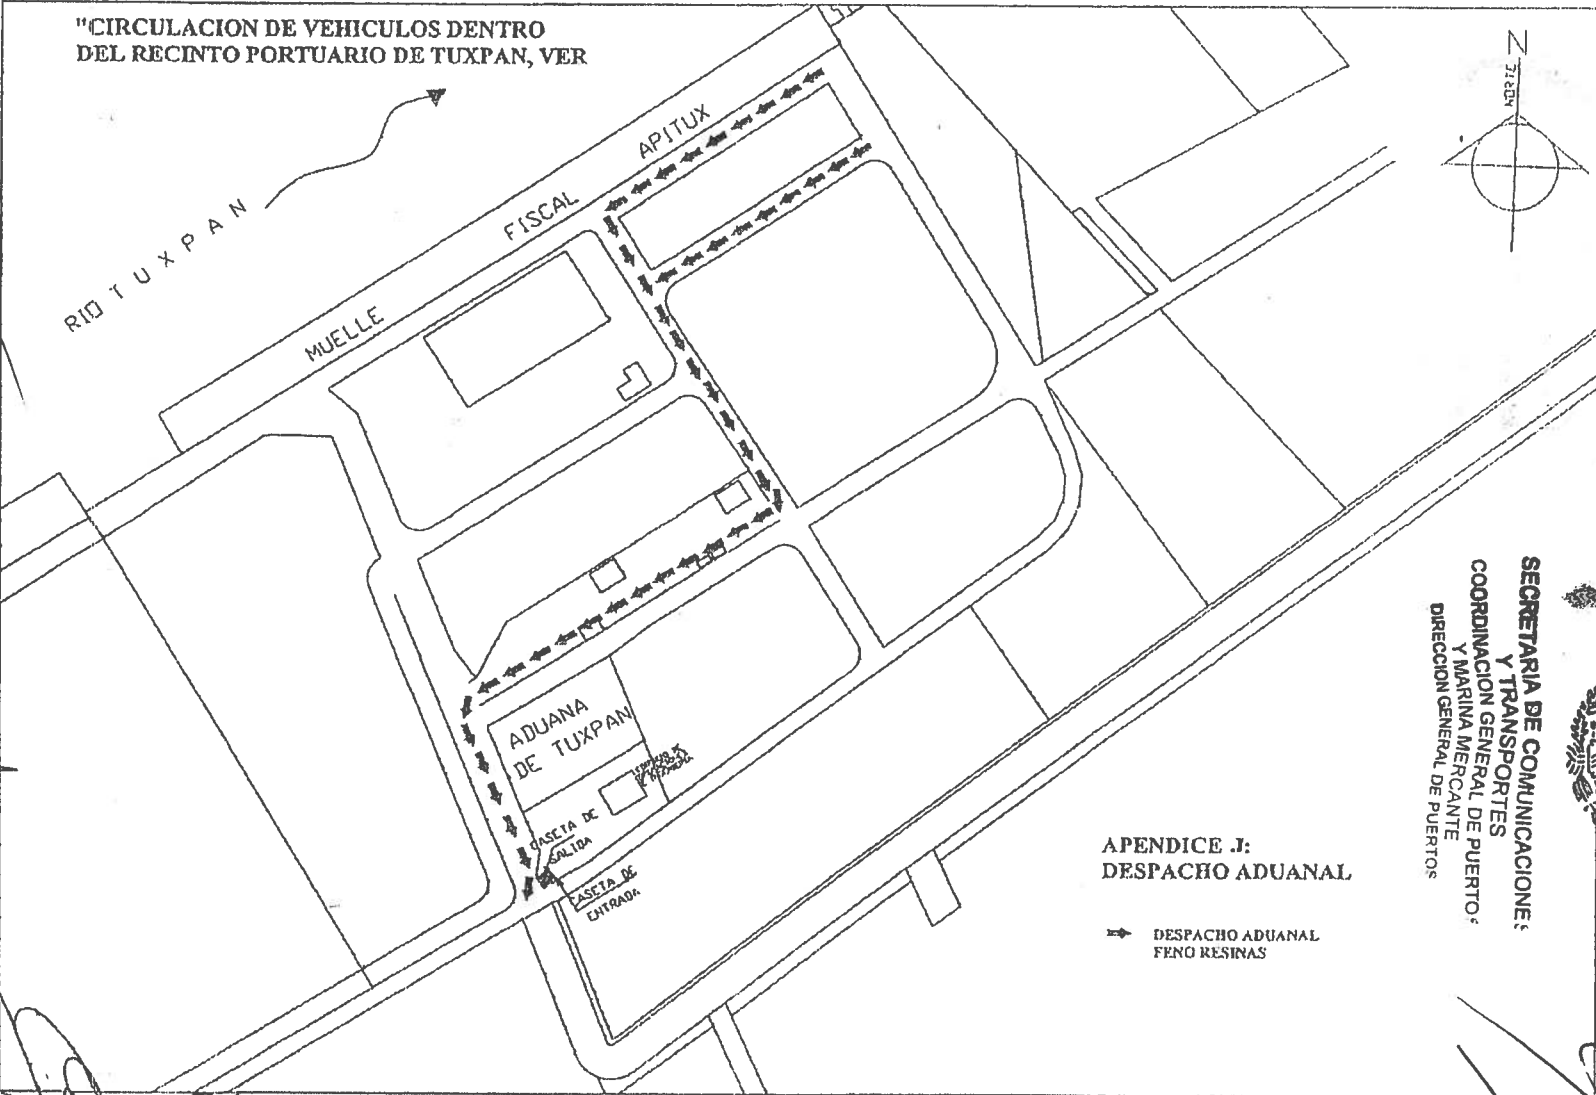 "CIRCULACION DE VEHICULOS DENTRO
DEL RECINTO PORTUARIO DE TUXPAN, VER
RIO TUXPAN
MUELLE FISCAL APITUX
N
NORTE
ADUANA
DE TUXPAN
CASETA DE
SALIDA
CASETA DE
ENTRADA
APENDICE J:
DESPACHO ADUANAL
DESPACHO ADUANAL
FENO RESINAS
SECRETARIA DE COMUNICACIONES
Y TRANSPORTES
COORDINACION GENERAL DE PUERTOS
Y MARINA MERCANTE
DIRECCION GENERAL DE PUERTOS